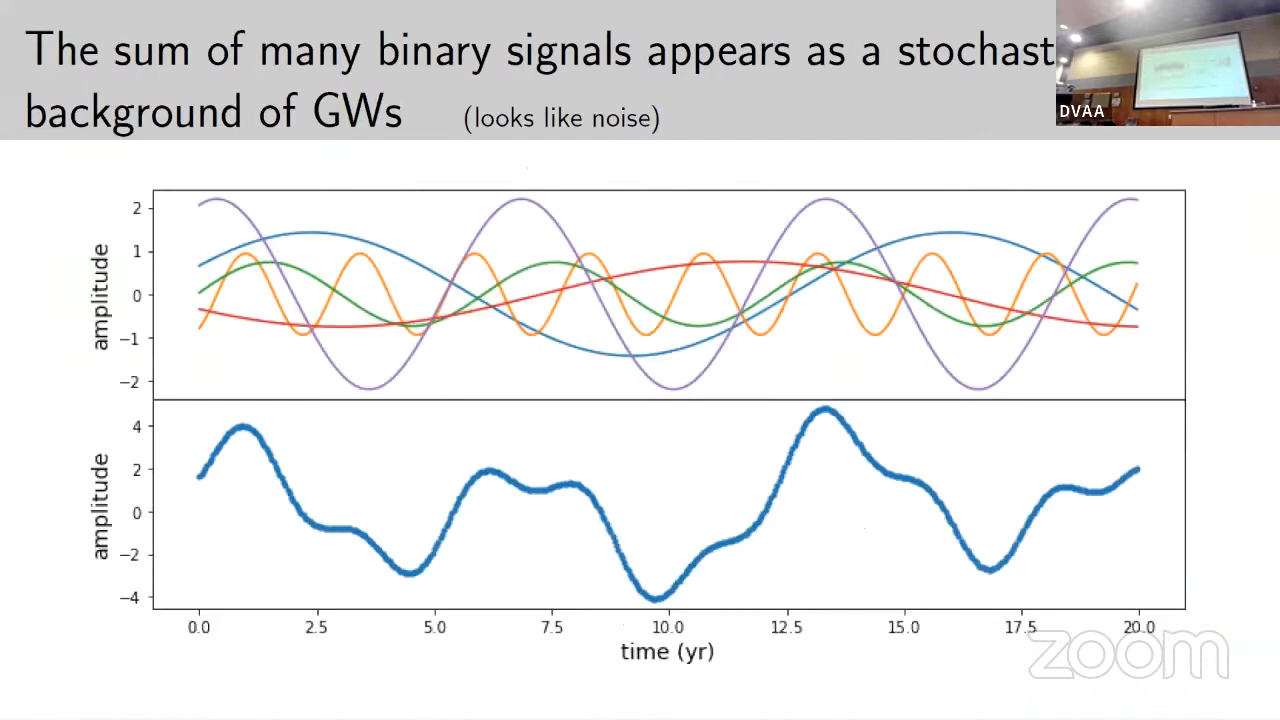 The sum of many binary signals appears as a stochast
background of GWs (looks like noise)
DVAA
2
1
0
−1
−2
amplitude
4
2
0
−2
−4
amplitude
0.0 2.5 5.0 7.5 10.0 12.5 15.0 17.5 20.0
time (yr)
zoom